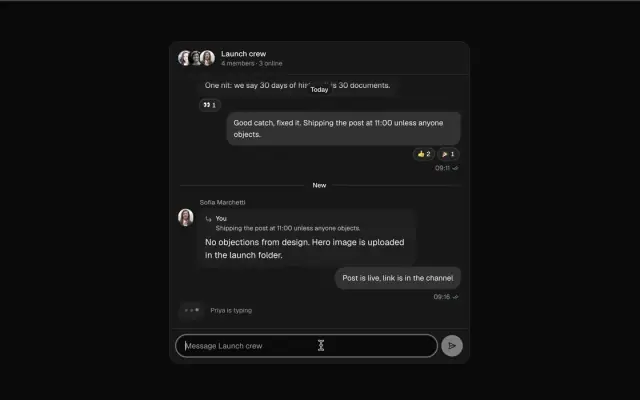 Launch crew
4 members · 3 online
One nit: we say 30 days of 30 documents.
Today
1
Good catch, fixed it. Shipping the post at 11:00 unless anyone
objects.
2
1
09:11
New
Sofia Marchetti
You
Shipping the post at 11:00 unless anyone objects.
No objections from design. Hero image is uploaded
in the launch folder.
Post is live, link is in the channel
09:16
Priya is typing
Message Launch crew